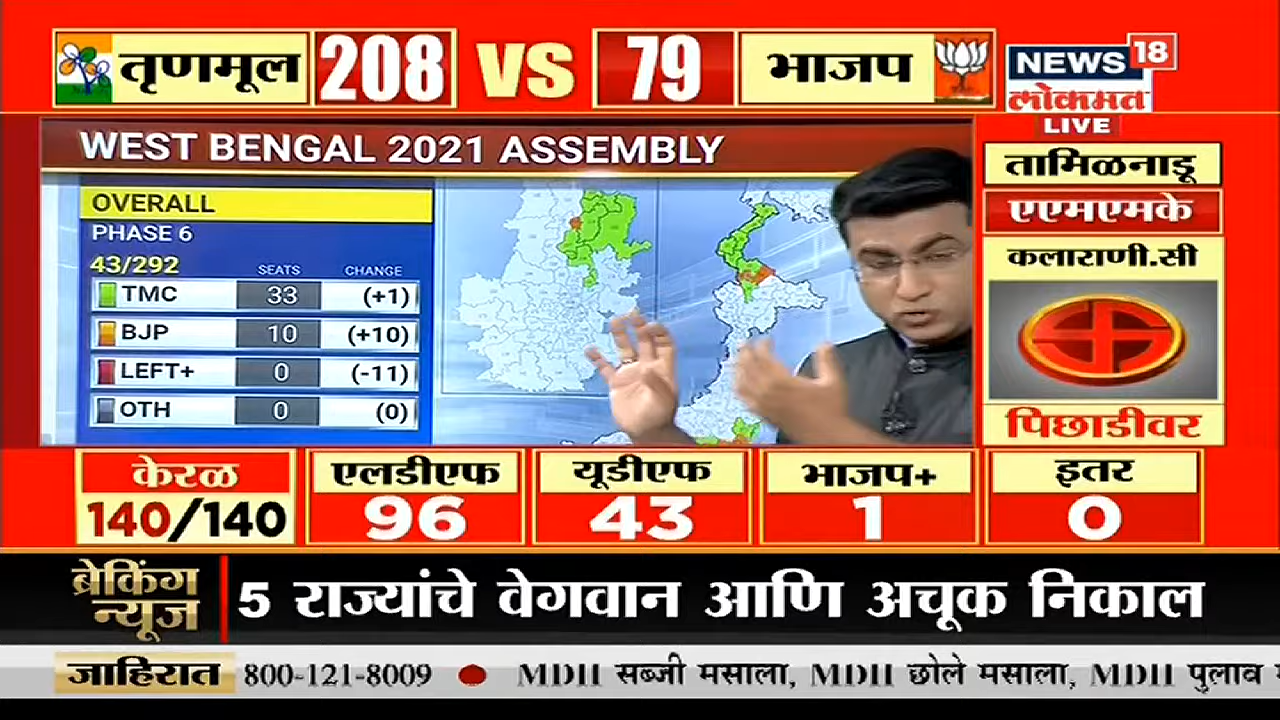 तृणमूल 208 VS 79 भाजप
NEWS 18
लोकमत
LIVE
WEST BENGAL 2021 ASSEMBLY
OVERALL
PHASE 6
43/292 SEATS CHANGE
TMC 33 (+1)
BJP 10 (+10)
LEFT+ 0 (-11)
OTH 0 (0)
तामिळनाडू
एएमएमके
कलाराणी.सी
पिछाडीवर
केरळ एलडीएफ यूडीएफ भाजप+ इतर
140/140 96 43 1 0
ब्रेकिंग
न्यूज
5 राज्यांचे वेगवान आणि अचूक निकाल
जाहिरात 800-121-8009 ● MDH सब्जी मसाला, MDH छोले मसाला, MDH पुलाव